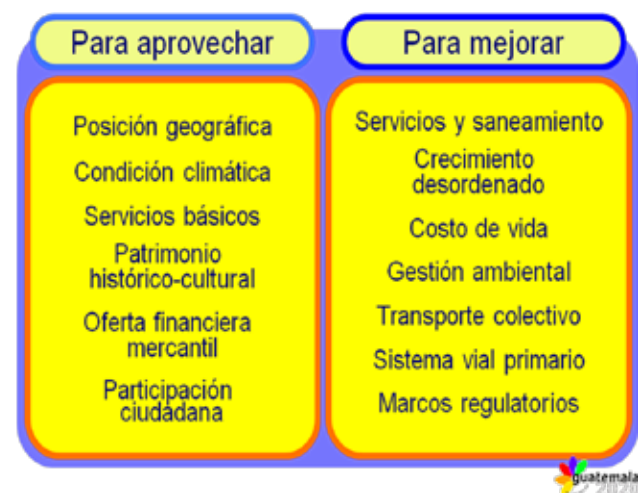 Para aprovechar
Posición geográfica
Condición climática
Servicios básicos
Patrimonio
histórico-cultural
Oferta financiera
mercantil
Participación
ciudadana
Para mejorar
Servicios y saneamiento
Crecimiento
desordenado
Costo de vida
Gestión ambiental
Transporte colectivo
Sistema vial primario
Marcos regulatorios
guatemala
2020